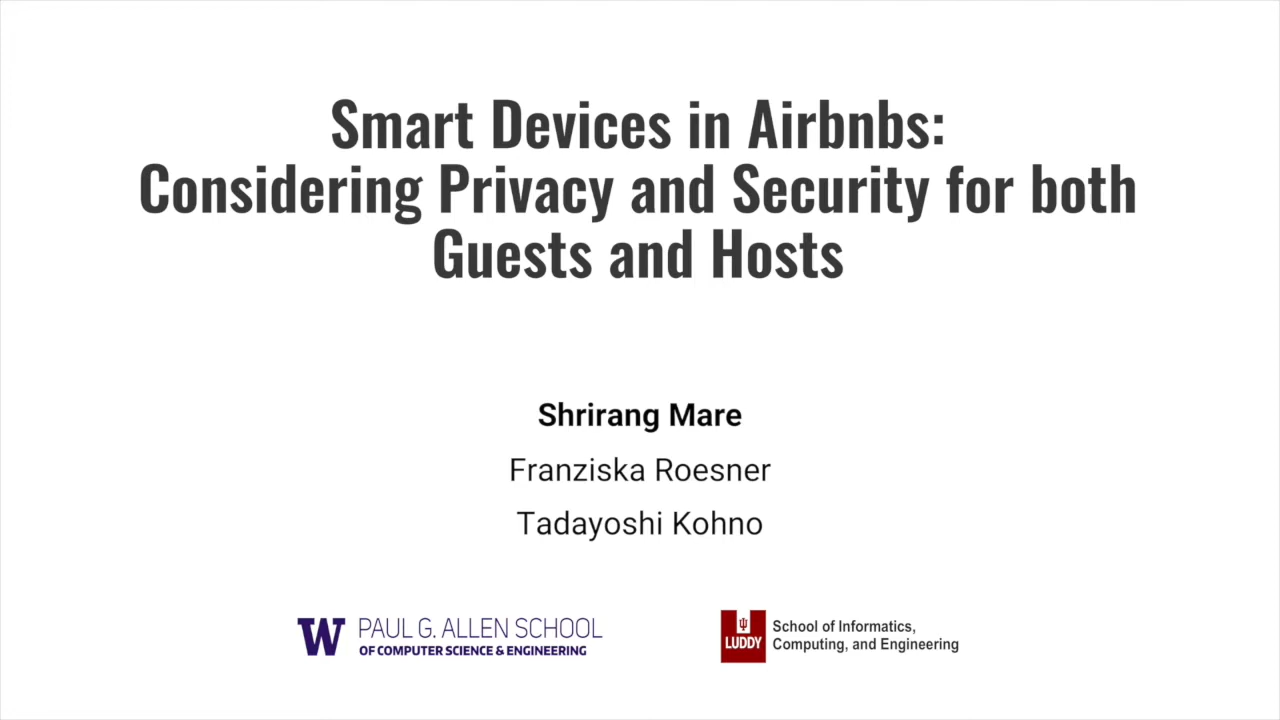 Smart Devices in Airbnbs:
Considering Privacy and Security for both
Guests and Hosts
Shrirang Mare
Franziska Roesner
Tadayoshi Kohno
W PAUL G. ALLEN SCHOOL
OF COMPUTER SCIENCE & ENGINEERING
LUDDY
School of Informatics,
Computing, and Engineering